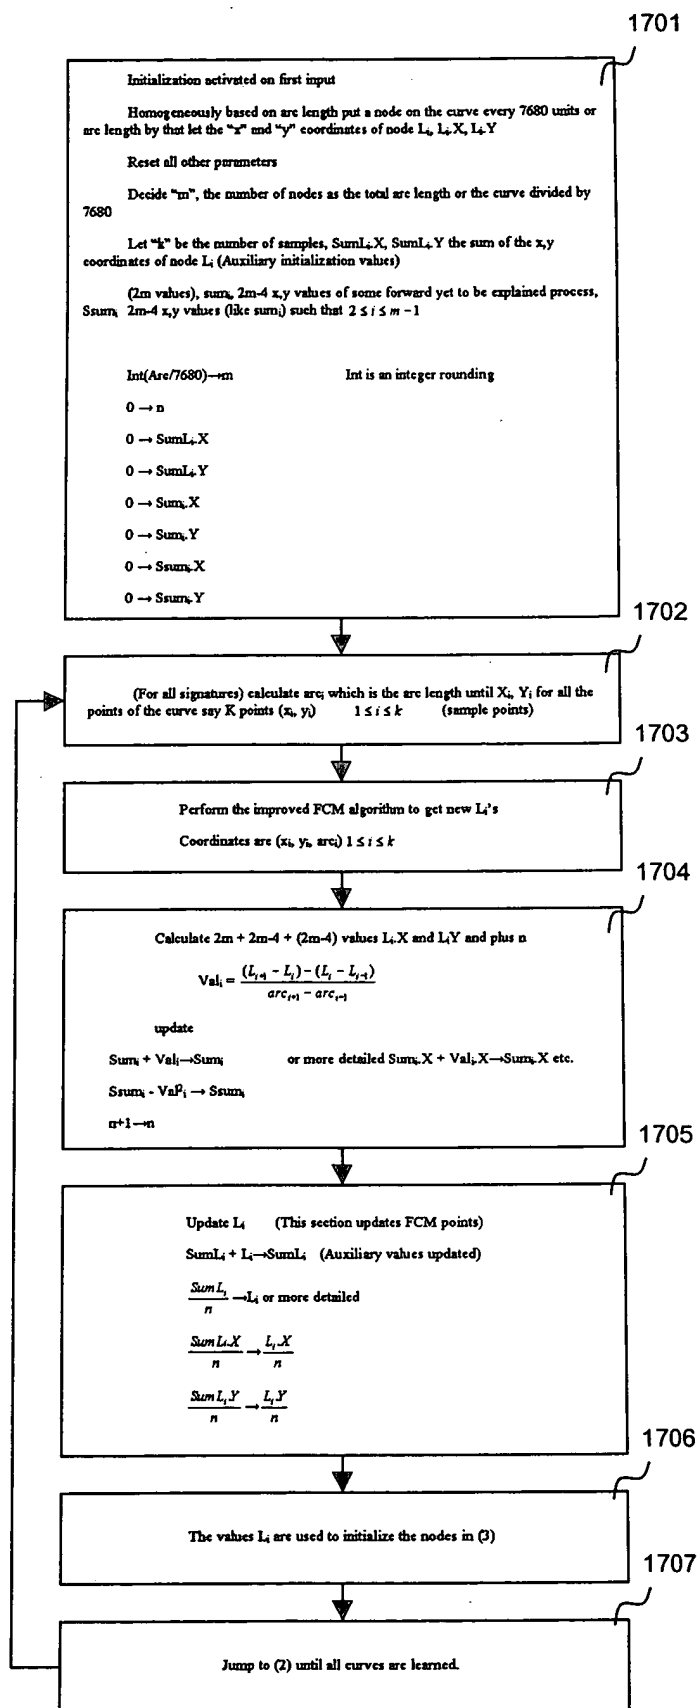 1701
Initialization activated on first input
Homogeneously based on arc length put a node on the curve every 7680 units or
arc length by that let the "x" and "y" coordinates of node Lᵢ, Lᵢ.X, Lᵢ.Y
Reset all other parameters
Decide "m", the number of nodes as the total arc length or the curve divided by
7680
Let "k" be the number of samples, SumLᵢ.X, SumLᵢ.Y the sum of the x,y
coordinates of node Lᵢ (Auxiliary initialization values)
(2m values), sumᵢ, 2m-4 x,y values of some forward yet to be explained process,
Ssumᵢ 2m-4 x,y values (like sumᵢ) such that 2 ≤ i ≤ m − 1
Int(Arc/7680)→m Int is an integer rounding
0 → n
0 → SumLᵢ.X
0 → SumLᵢ.Y
0 → Sumᵢ.X
0 → Sumᵢ.Y
0 → Ssumᵢ.X
0 → Ssumᵢ.Y
1702
(For all signatures) calculate arcᵢ which is the arc length until Xᵢ, Yᵢ for all the
points of the curve say K points (xᵢ, yᵢ) 1 ≤ i ≤ k (sample points)
1703
Perform the improved FCM algorithm to get new Lᵢ's
Coordinates are (xᵢ, yᵢ, arcᵢ) 1 ≤ i ≤ k
1704
Calculate 2m + 2m-4 + (2m-4) values Lᵢ.X and LᵢY and plus n
Valᵢ = ((Lᵢ₊₁ − Lᵢ) − (Lᵢ − Lᵢ₋₁)) / (arcᵢ₊₁ − arcᵢ₋₁)
update
Sumᵢ + Valᵢ→Sumᵢ or more detailed Sumᵢ.X + Valᵢ.X→Sumᵢ.X etc.
Ssumᵢ - Val²ᵢ → Ssumᵢ
n+1→n
1705
Update Lᵢ (This section updates FCM points)
SumLᵢ + Lᵢ→SumLᵢ (Auxiliary values updated)
Sum Lᵢ / n →Lᵢ or more detailed
Sum Lᵢ.X / n → Lᵢ.X / n
Sum Lᵢ.Y / n → Lᵢ.Y / n
1706
The values Lᵢ are used to initialize the nodes in (3)
1707
Jump to (2) until all curves are learned.